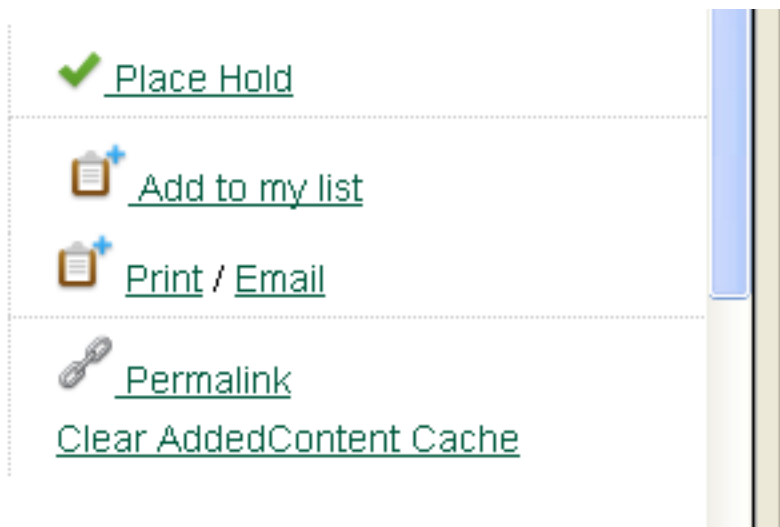 Place Hold
Add to my list
Print / Email
Permalink
Clear AddedContent Cache